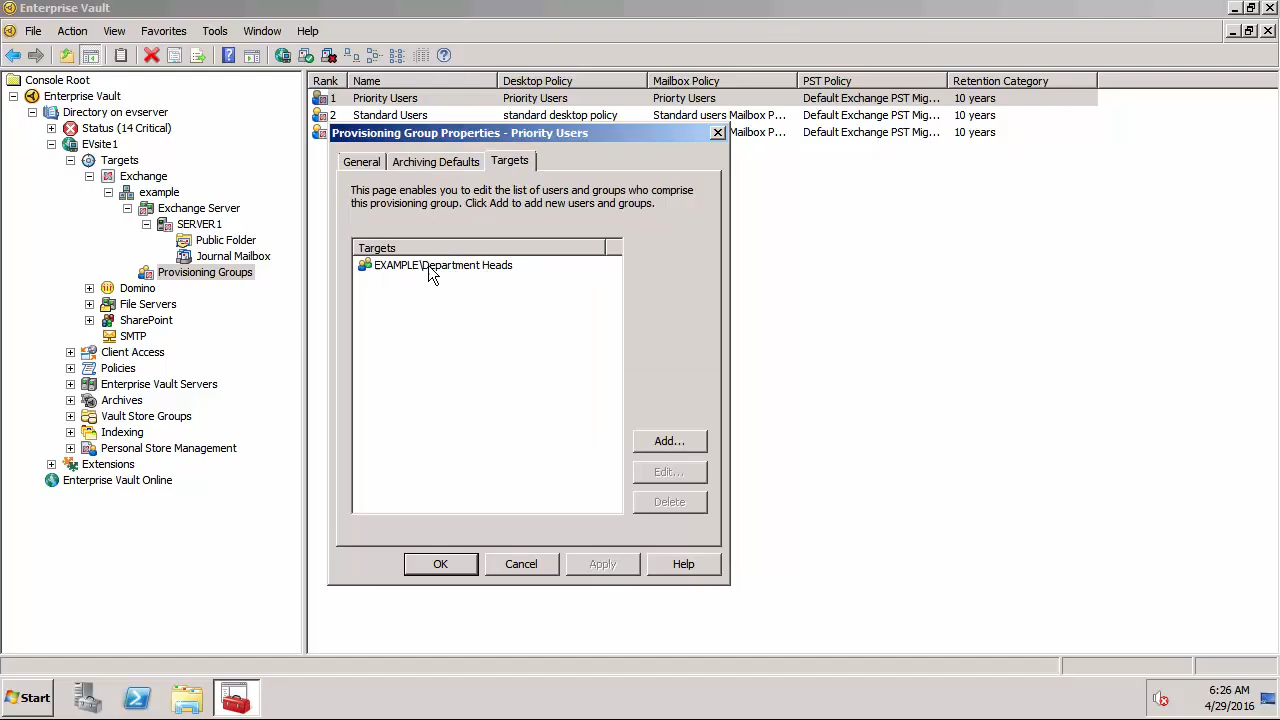 Enterprise Vault
File Action View Favorites Tools Window Help
Console Root
Enterprise Vault
Directory on evserver
Status (14 Critical)
EVsite1
Targets
Exchange
example
Exchange Server
SERVER1
Public Folder
Journal Mailbox
Provisioning Groups
Domino
File Servers
SharePoint
SMTP
Client Access
Policies
Enterprise Vault Servers
Archives
Vault Store Groups
Indexing
Personal Store Management
Extensions
Enterprise Vault Online
Rank Name Desktop Policy Mailbox Policy PST Policy Retention Category
1 Priority Users Priority Users Priority Users Default Exchange PST Mig... 10 years
2 Standard Users standard desktop policy Standard users Mailbox P... Default Exchange PST Mig... 10 years
Mailbox P... Default Exchange PST Mig... 10 years
Provisioning Group Properties - Priority Users
General Archiving Defaults Targets
This page enables you to edit the list of users and groups who comprise
this provisioning group. Click Add to add new users and groups.
Targets
EXAMPLE\Department Heads
Add...
Edit...
Delete
OK Cancel Apply Help
Start
6:26 AM
4/29/2016